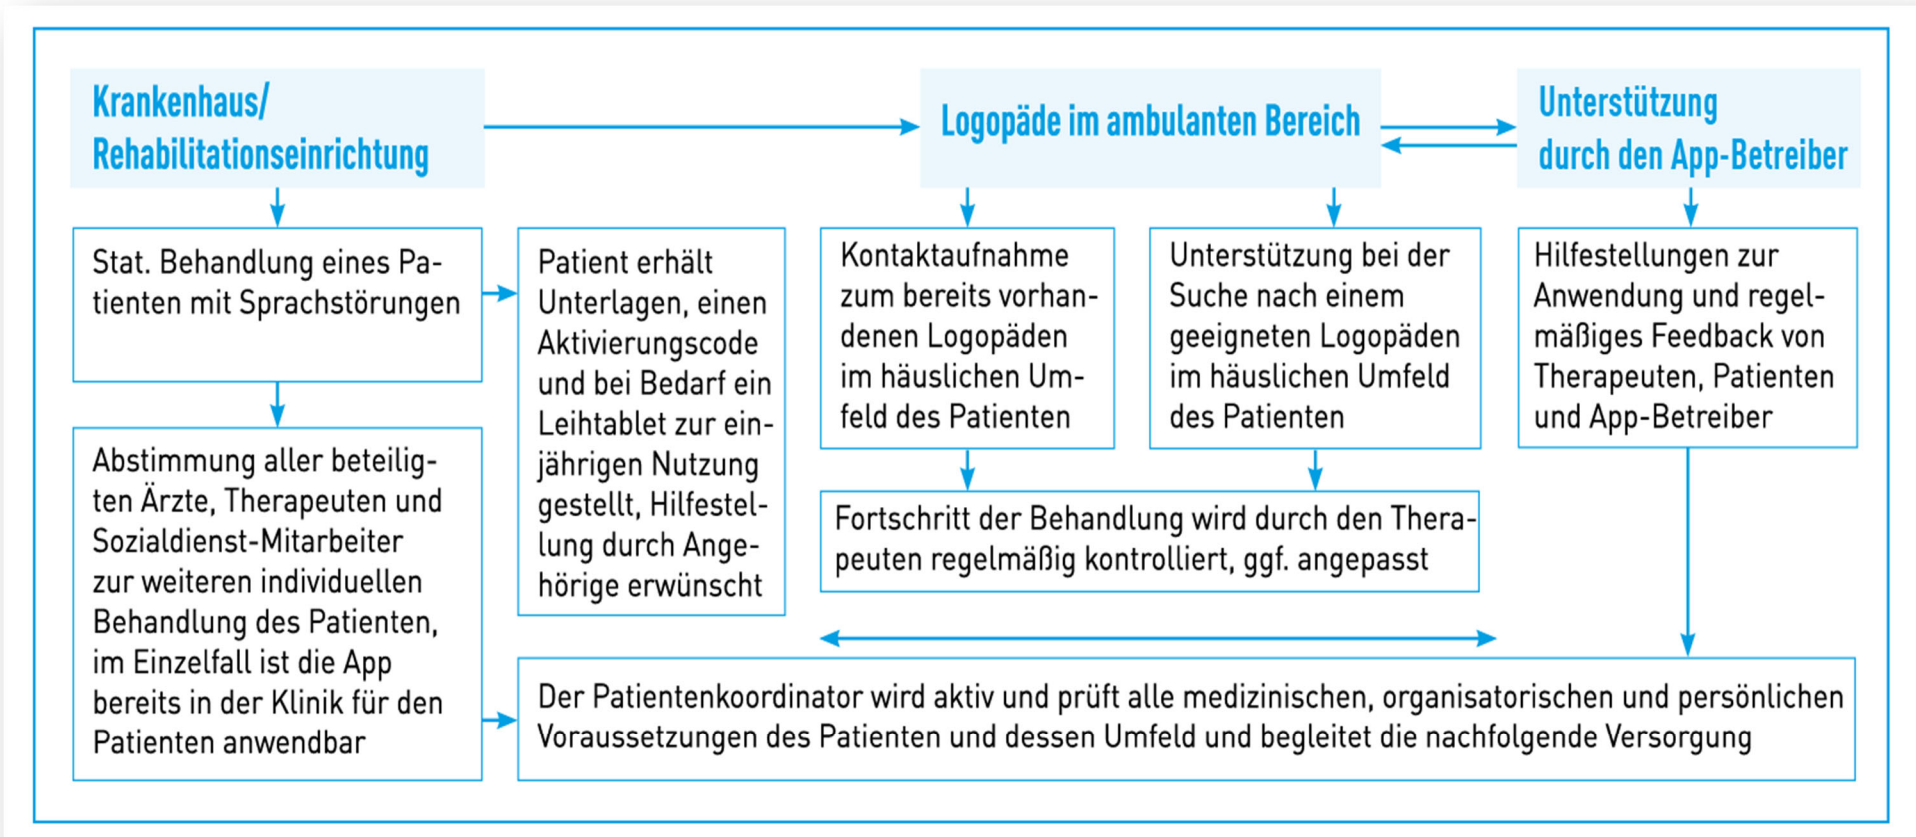 Krankenhaus/
Rehabilitationseinrichtung
Logopäde im ambulanten Bereich
Unterstützung
durch den App-Betreiber
Stat. Behandlung eines Pa-
tienten mit Sprachstörungen
Patient erhält
Unterlagen, einen
Aktivierungscode
und bei Bedarf ein
Leihtablet zur ein-
jährigen Nutzung
gestellt, Hilfestel-
lung durch Ange-
hörige erwünscht
Kontaktaufnahme
zum bereits vorhan-
denen Logopäden
im häuslichen Um-
feld des Patienten
Unterstützung bei der
Suche nach einem
geeigneten Logopäden
im häuslichen Umfeld
des Patienten
Hilfestellungen zur
Anwendung und regel-
mäßiges Feedback von
Therapeuten, Patienten
und App-Betreiber
Abstimmung aller beteilig-
ten Ärzte, Therapeuten und
Sozialdienst-Mitarbeiter
zur weiteren individuellen
Behandlung des Patienten,
im Einzelfall ist die App
bereits in der Klinik für den
Patienten anwendbar
Fortschritt der Behandlung wird durch den Thera-
peuten regelmäßig kontrolliert, ggf. angepasst
Der Patientenkoordinator wird aktiv und prüft alle medizinischen, organisatorischen und persönlichen
Voraussetzungen des Patienten und dessen Umfeld und begleitet die nachfolgende Versorgung